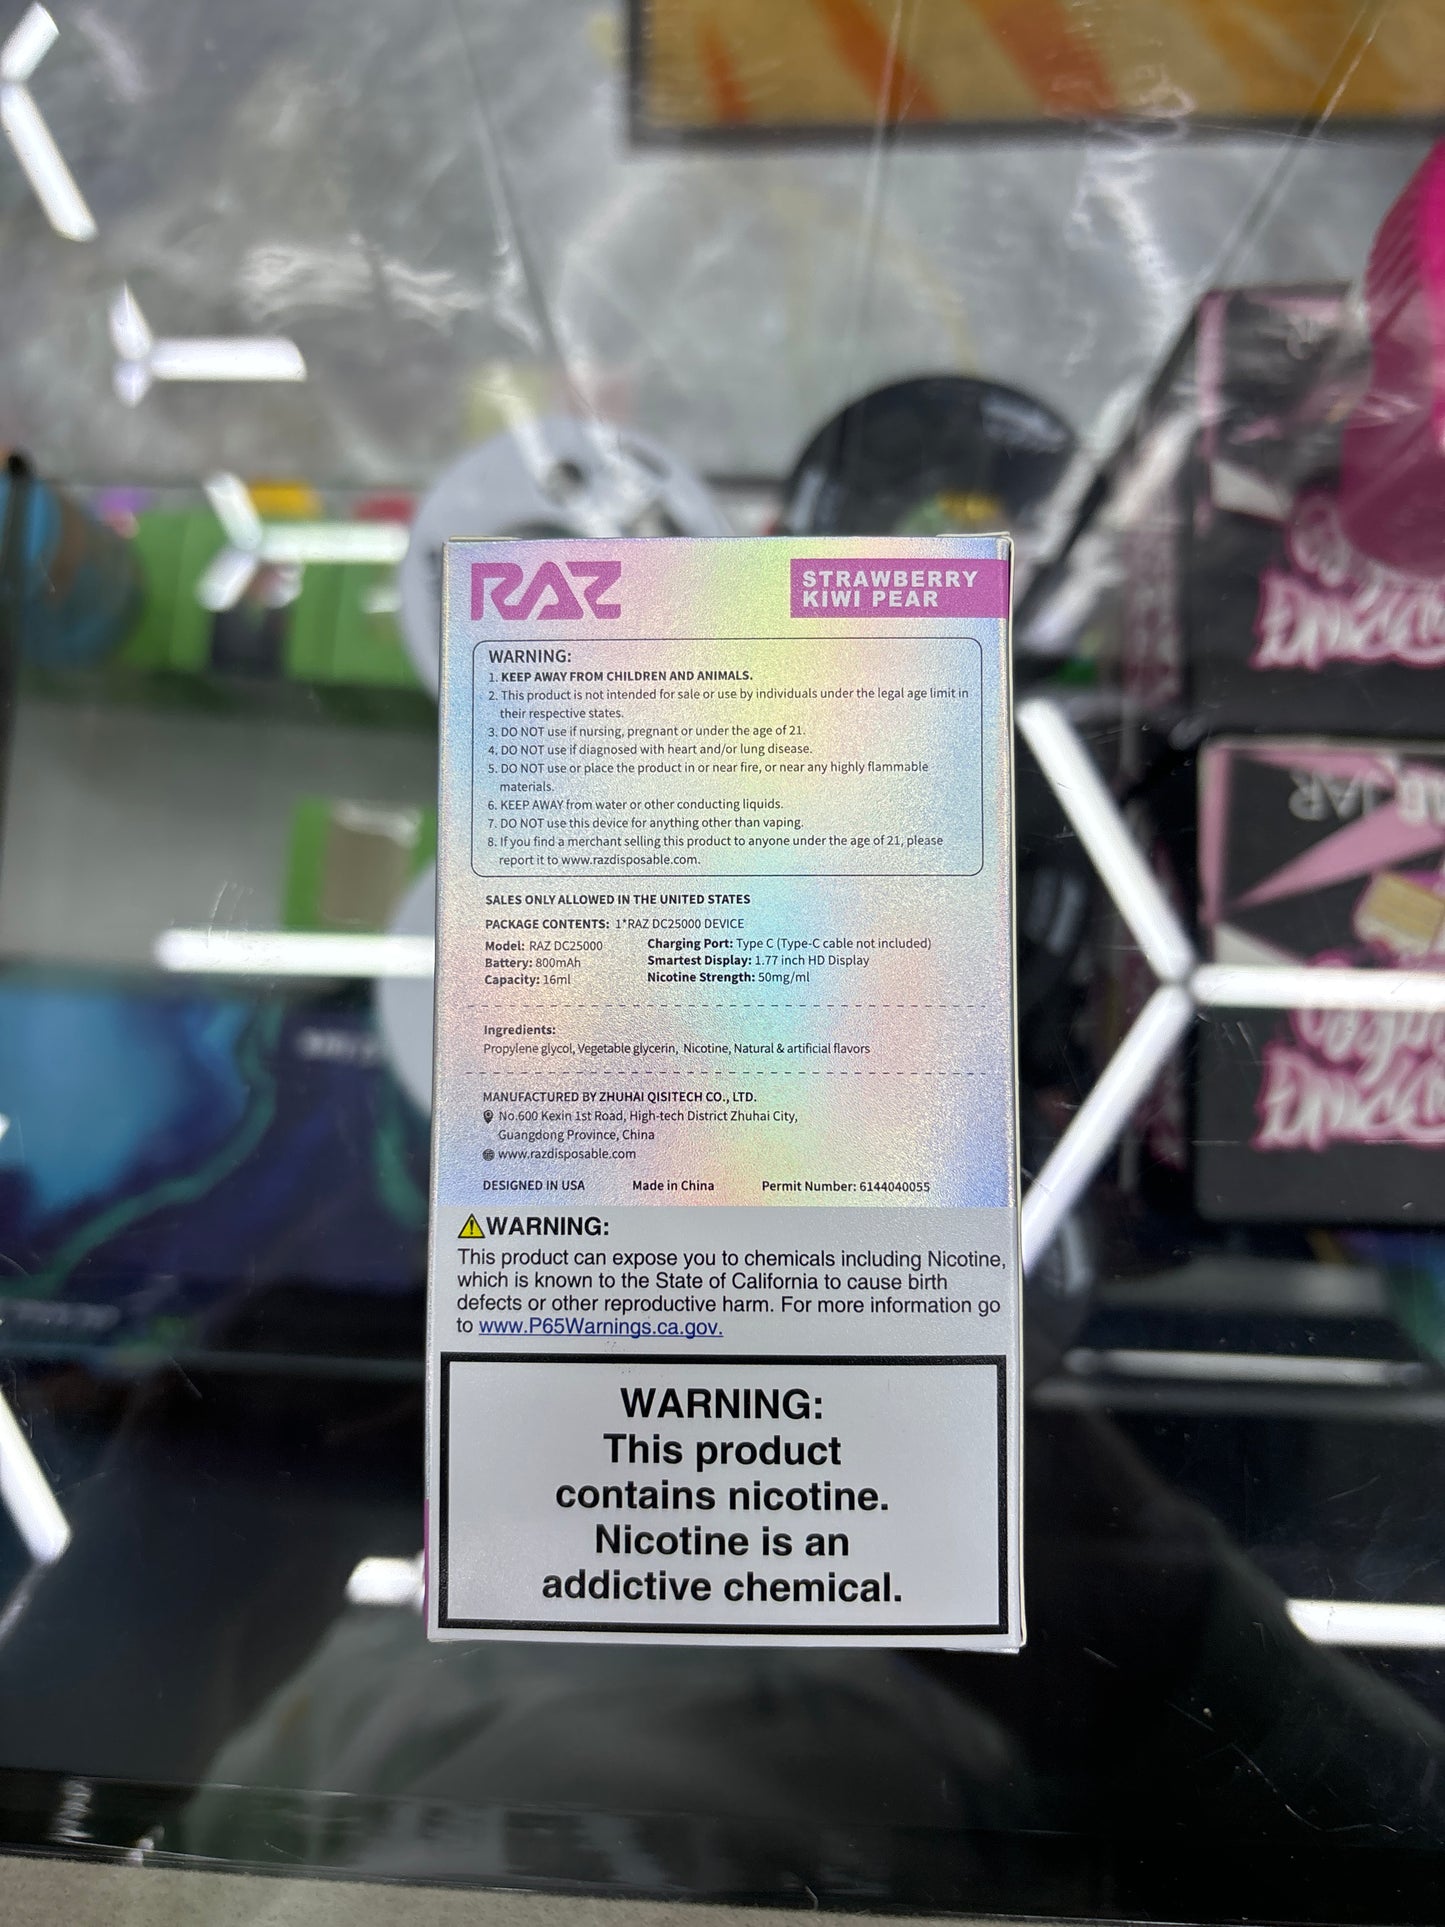 RAZ
STRAWBERRY
KIWI PEAR
WARNING:
1. KEEP AWAY FROM CHILDREN AND ANIMALS.
2. This product is not intended for sale or use by individuals under the legal age limit in
their respective states.
3. DO NOT use if nursing, pregnant or under the age of 21.
4. DO NOT use if diagnosed with heart and/or lung disease.
5. DO NOT use or place the product in or near fire, or near any highly flammable
materials.
6. KEEP AWAY from water or other conducting liquids.
7. DO NOT use this device for anything other than vaping.
8. If you find a merchant selling this product to anyone under the age of 21, please
report it to www.razdisposable.com.
SALES ONLY ALLOWED IN THE UNITED STATES
PACKAGE CONTENTS: 1*RAZ DC25000 DEVICE
Model: RAZ DC25000
Battery: 800mAh
Capacity: 16ml
Charging Port: Type C (Type-C cable not included)
Smartest Display: 1.77 inch HD Display
Nicotine Strength: 50mg/ml
Ingredients:
Propylene glycol, Vegetable glycerin, Nicotine, Natural & artificial flavors
MANUFACTURED BY ZHUHAI QISITECH CO., LTD.
No.600 Kexin 1st Road, High-tech District Zhuhai City,
Guangdong Province, China
www.razdisposable.com
DESIGNED IN USA Made in China Permit Number: 6144040055
WARNING:
This product can expose you to chemicals including Nicotine,
which is known to the State of California to cause birth
defects or other reproductive harm. For more information go
to www.P65Warnings.ca.gov.
WARNING:
This product
contains nicotine.
Nicotine is an
addictive chemical.